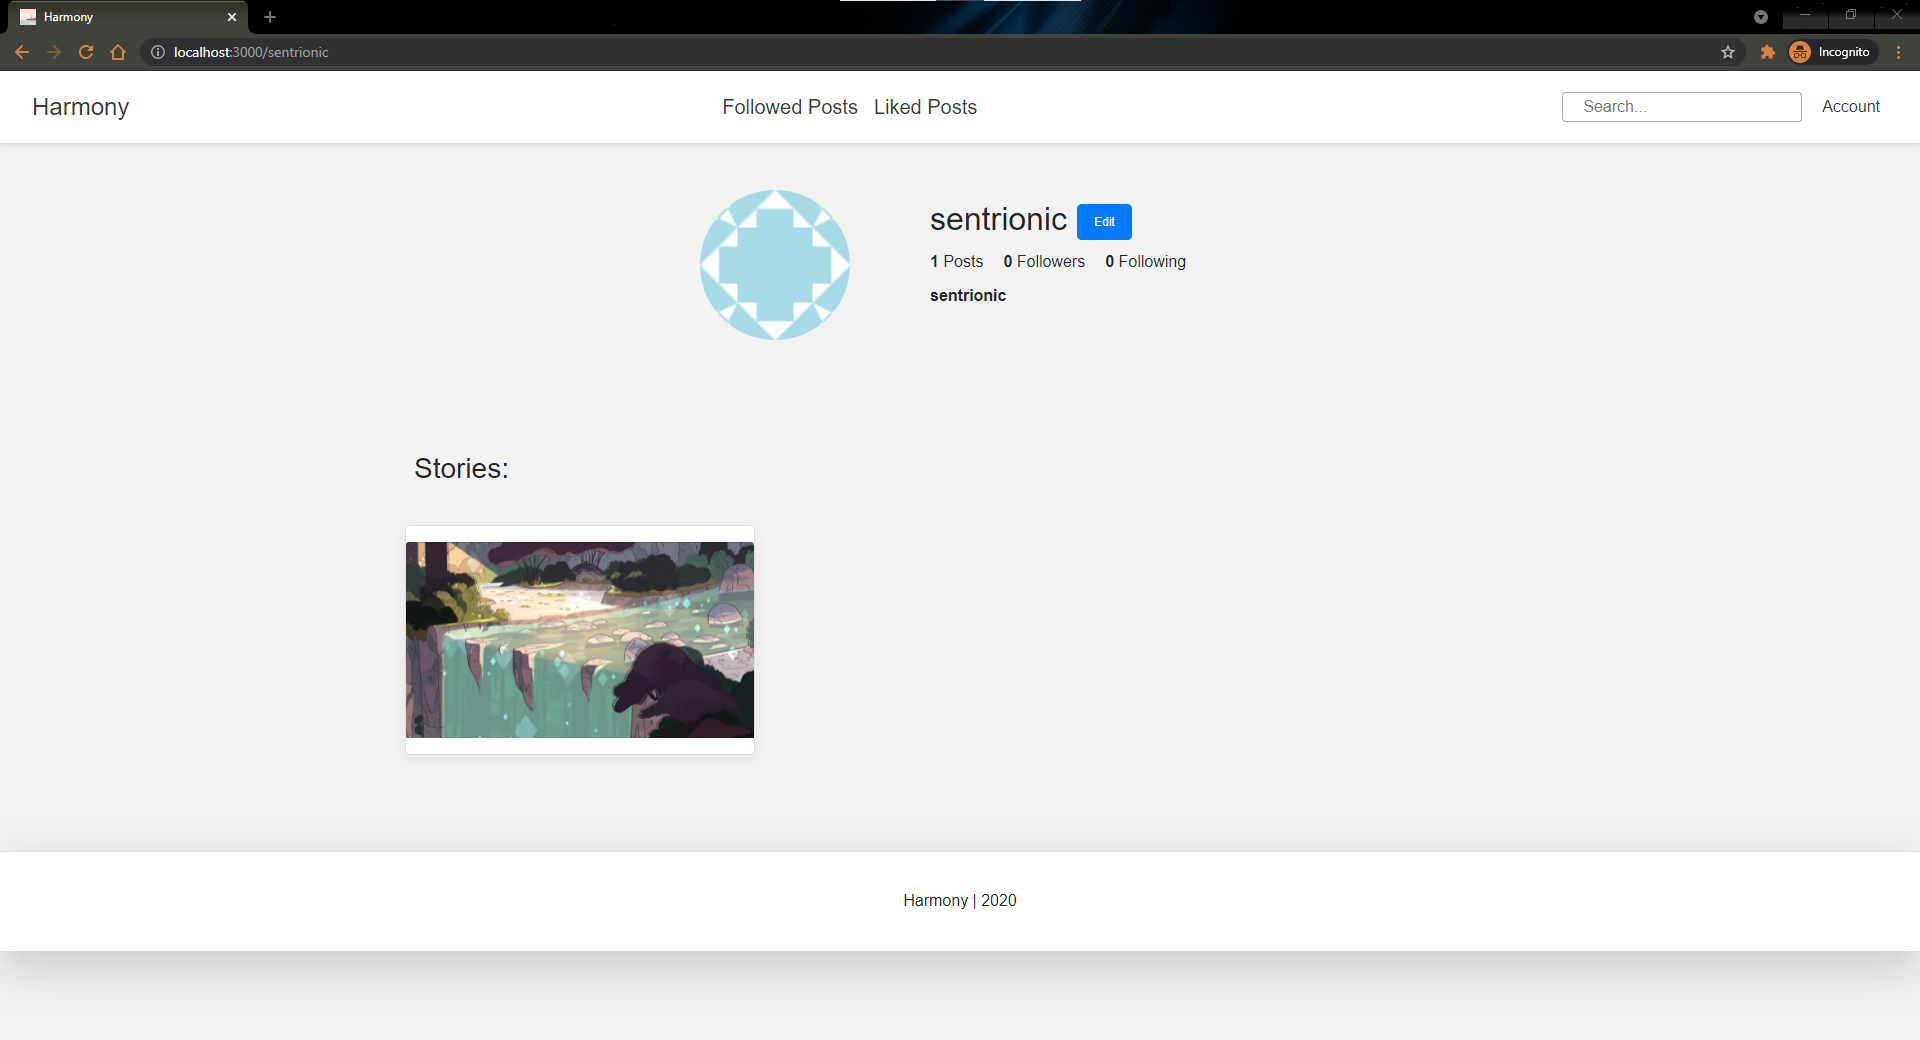 Harmony
localhost:3000/sentrionic
Incognito
Harmony
Followed Posts Liked Posts
Search...
Account
sentrionic Edit
1 Posts 0 Followers 0 Following
sentrionic
Stories:
Harmony | 2020